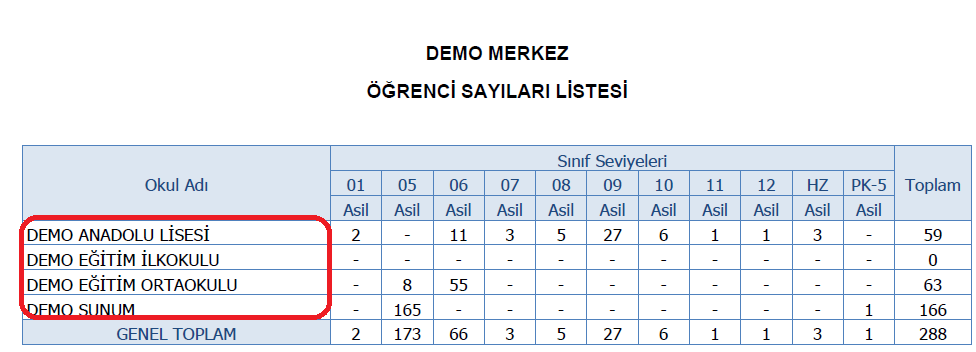 DEMO MERKEZ
ÖĞRENCİ SAYILARI LİSTESİ
Okul Adı Sınıf Seviyeleri Toplam
01 05 06 07 08 09 10 11 12 HZ PK-5
Asil Asil Asil Asil Asil Asil Asil Asil Asil Asil Asil
DEMO ANADOLU LİSESİ 2 - 11 3 5 27 6 1 1 3 - 59
DEMO EĞİTİM İLKOKULU - - - - - - - - - - - 0
DEMO EĞİTİM ORTAOKULU - 8 55 - - - - - - - - 63
DEMO SUNUM - 165 - - - - - - - - 1 166
GENEL TOPLAM 2 173 66 3 5 27 6 1 1 3 1 288